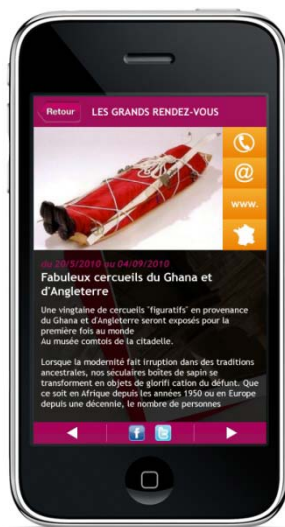 Retour
LES GRANDS RENDEZ-VOUS
@
www.
du 20/5/2010 au 04/09/2010
Fabuleux cercueils du Ghana et
d'Angleterre
Une vingtaine de cercueils "figuratifs" en provenance
du Ghana et d'Angleterre seront exposés pour la
première fois au monde
Au musée comtois de la citadelle.
Lorsque la modernité fait irruption dans des traditions
ancestrales, nos séculaires boîtes de sapin se
transforment en objets de glorifi cation du défunt. Que
ce soit en Afrique depuis les années 1950 ou en Europe
depuis une décennie, le nombre de personnes